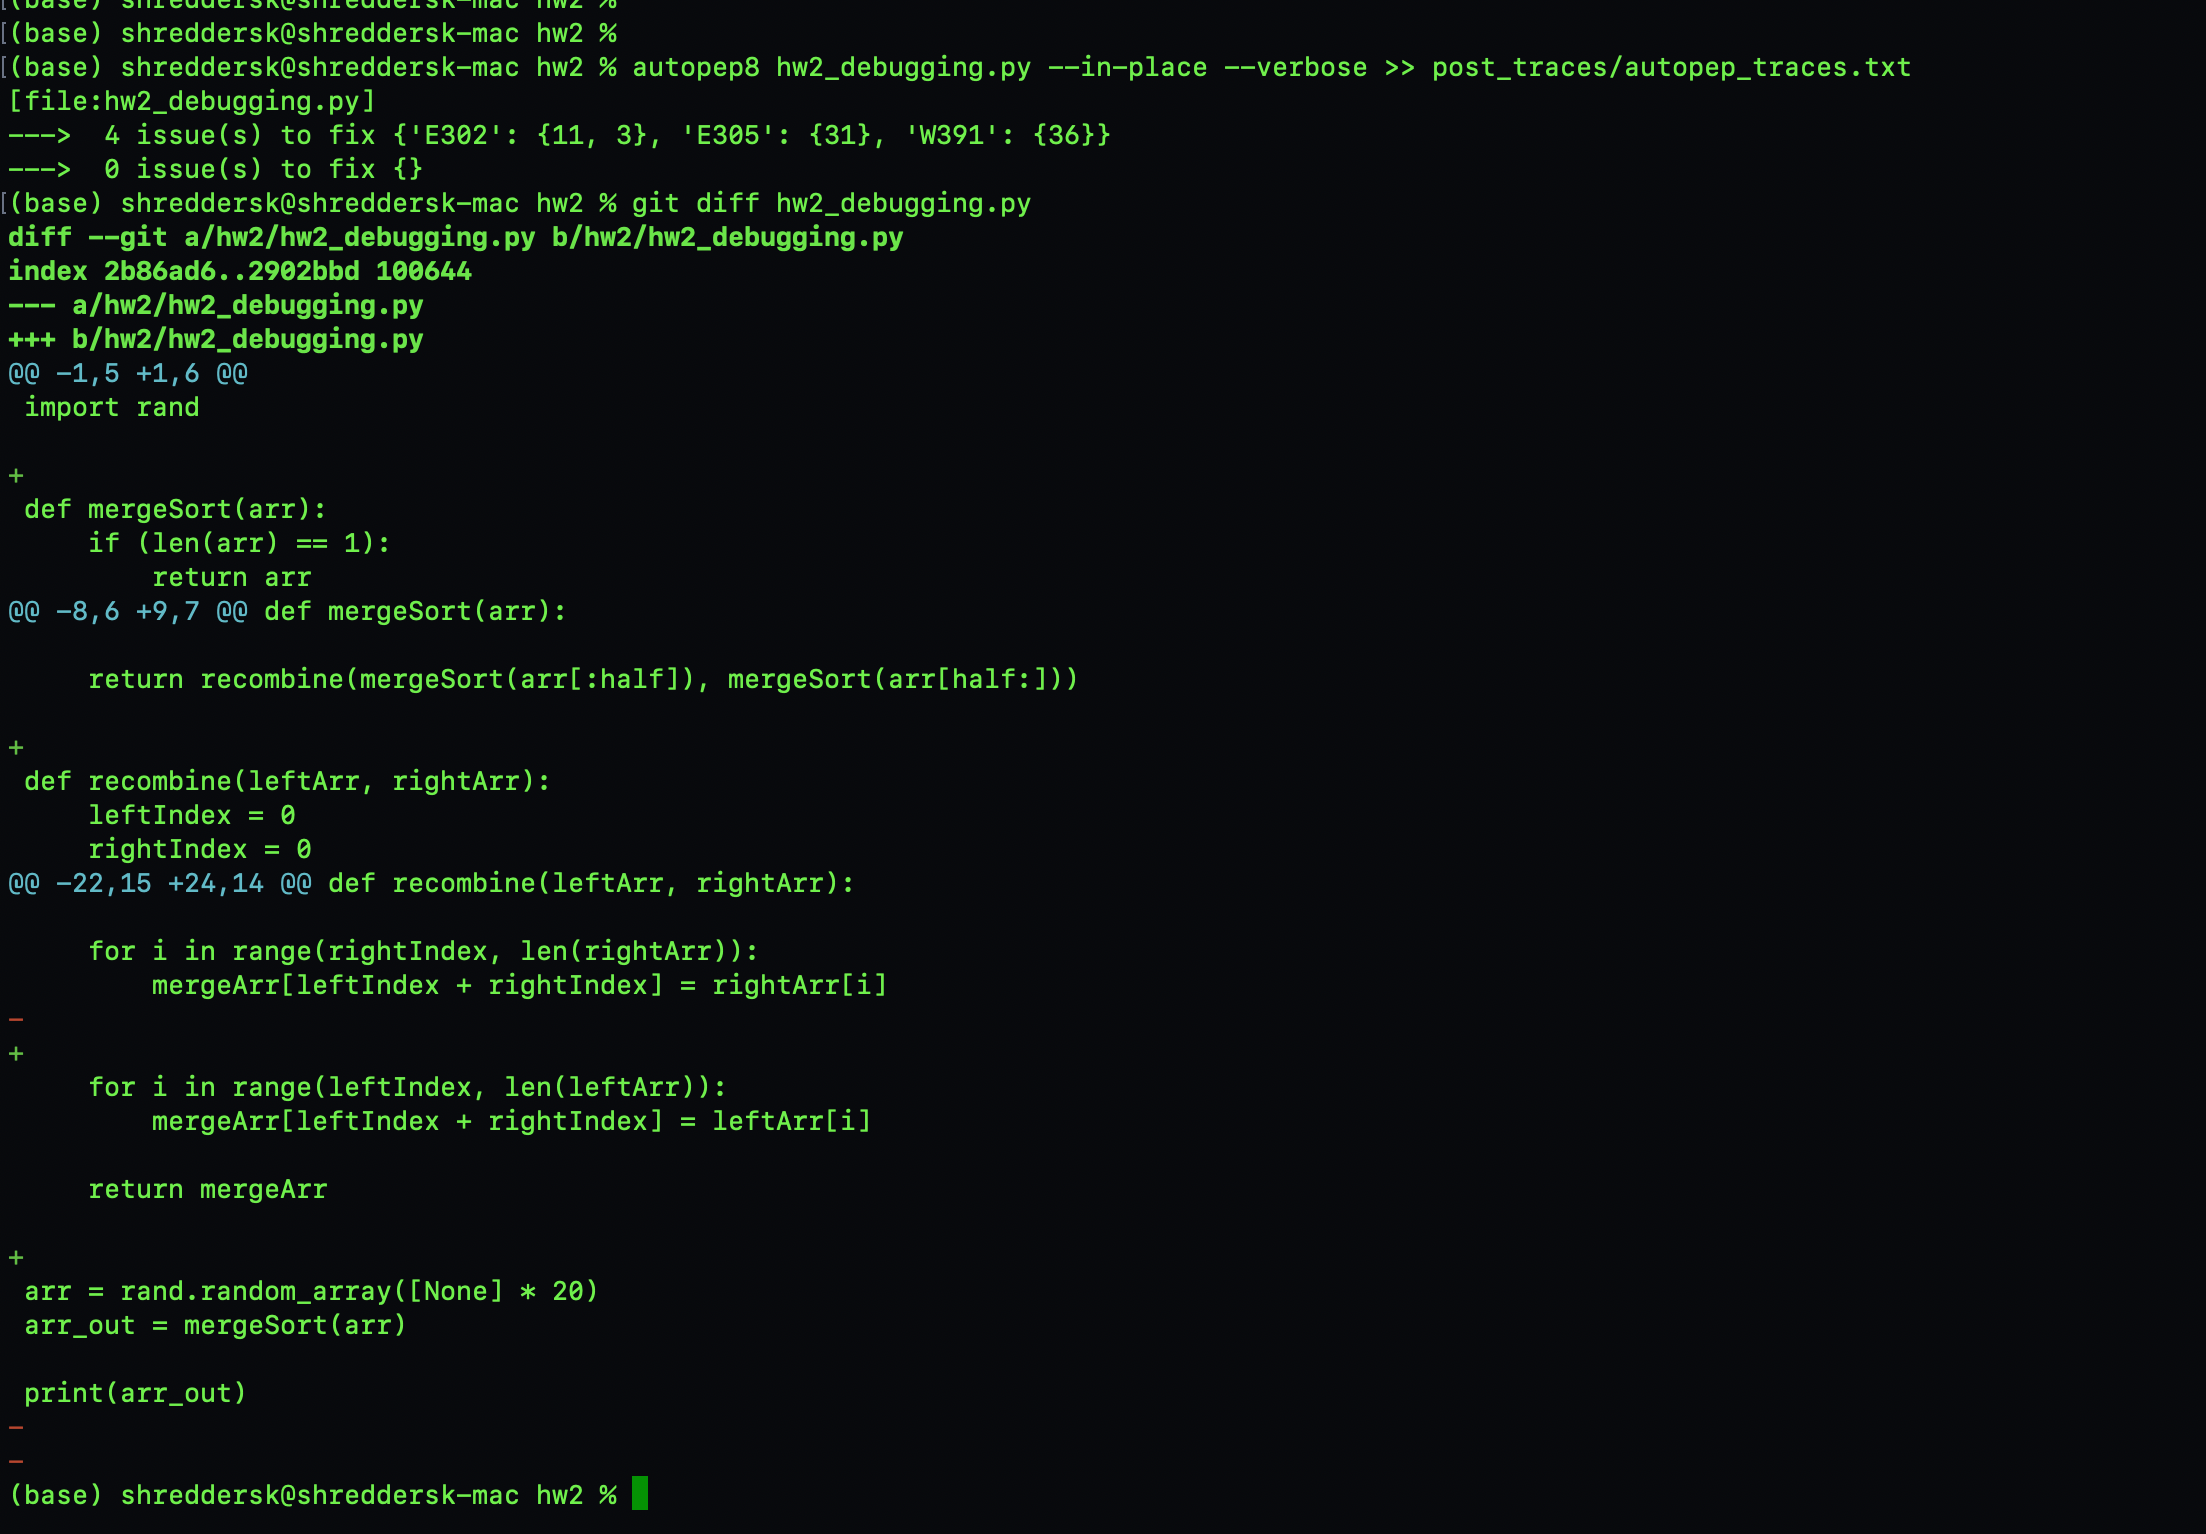 [(base) shreddersk@shreddersk-mac hw2 %
[(base) shreddersk@shreddersk-mac hw2 %
[(base) shreddersk@shreddersk-mac hw2 % autopep8 hw2_debugging.py --in-place --verbose >> post_traces/autopep_traces.txt
[file:hw2_debugging.py]
--->  4 issue(s) to fix {'E302': {11, 3}, 'E305': {31}, 'W391': {36}}
--->  0 issue(s) to fix {}
[(base) shreddersk@shreddersk-mac hw2 % git diff hw2_debugging.py
diff --git a/hw2/hw2_debugging.py b/hw2/hw2_debugging.py
index 2b86ad6..2902bbd 100644
--- a/hw2/hw2_debugging.py
+++ b/hw2/hw2_debugging.py
@@ -1,5 +1,6 @@
 import rand

+
 def mergeSort(arr):
     if (len(arr) == 1):
         return arr
@@ -8,6 +9,7 @@ def mergeSort(arr):

     return recombine(mergeSort(arr[:half]), mergeSort(arr[half:]))

+
 def recombine(leftArr, rightArr):
     leftIndex = 0
     rightIndex = 0
@@ -22,15 +24,14 @@ def recombine(leftArr, rightArr):

     for i in range(rightIndex, len(rightArr)):
         mergeArr[leftIndex + rightIndex] = rightArr[i]
-
+
     for i in range(leftIndex, len(leftArr)):
         mergeArr[leftIndex + rightIndex] = leftArr[i]

     return mergeArr

+
 arr = rand.random_array([None] * 20)
 arr_out = mergeSort(arr)

 print(arr_out)
-
-
(base) shreddersk@shreddersk-mac hw2 %